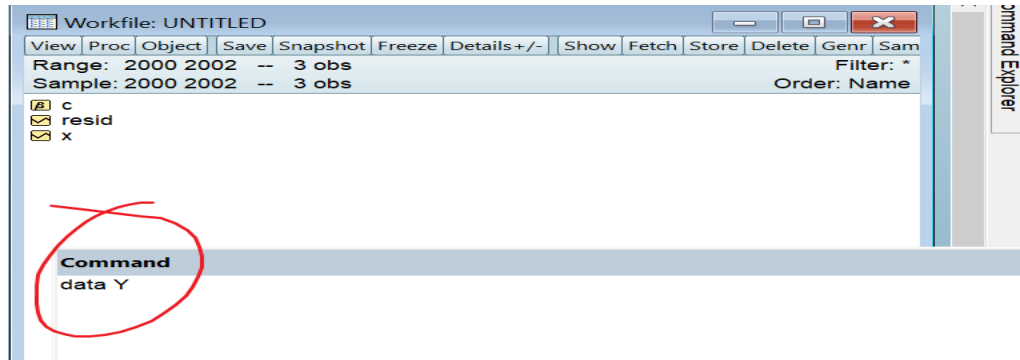 Workfile: UNTITLED
View Proc Object Save Snapshot Freeze Details+/- Show Fetch Store Delete Genr Sam
Range: 2000 2002 -- 3 obs Filter: *
Sample: 2000 2002 -- 3 obs Order: Name
β c
resid
x
Command
data Y
ommand Explorer